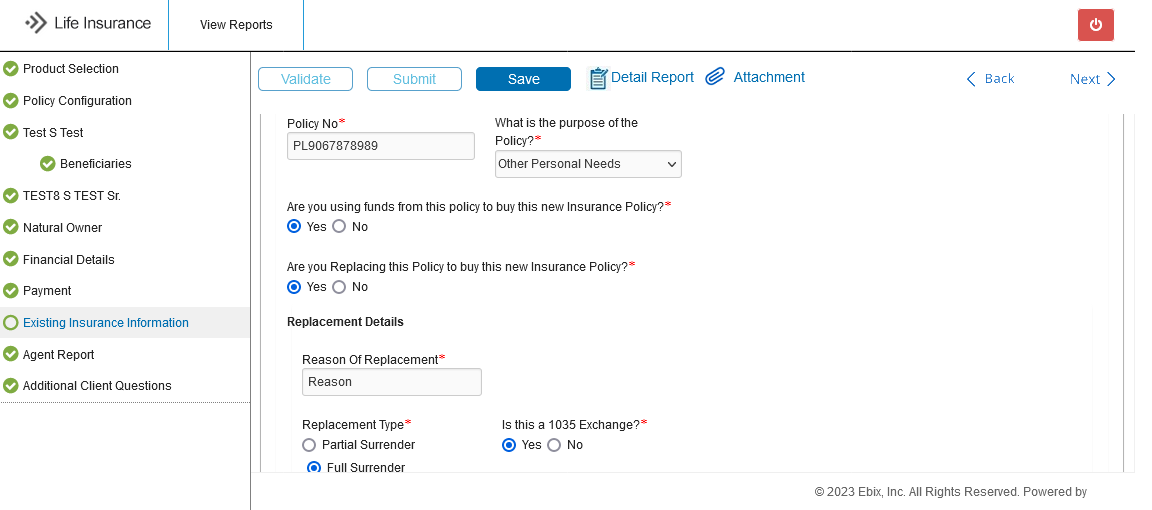 Life Insurance
View Reports
Product Selection
Policy Configuration
Test S Test
Beneficiaries
TEST8 S TEST Sr.
Natural Owner
Financial Details
Payment
Existing Insurance Information
Agent Report
Additional Client Questions
Validate
Submit
Save
Detail Report
Attachment
Back
Next
Policy No*
PL9067878989
What is the purpose of the
Policy?*
Other Personal Needs
Are you using funds from this policy to buy this new Insurance Policy?*
Yes No
Are you Replacing this Policy to buy this new Insurance Policy?*
Yes No
Replacement Details
Reason Of Replacement*
Reason
Replacement Type*
Partial Surrender
Full Surrender
Is this a 1035 Exchange?*
Yes No
© 2023 Ebix, Inc. All Rights Reserved. Powered by